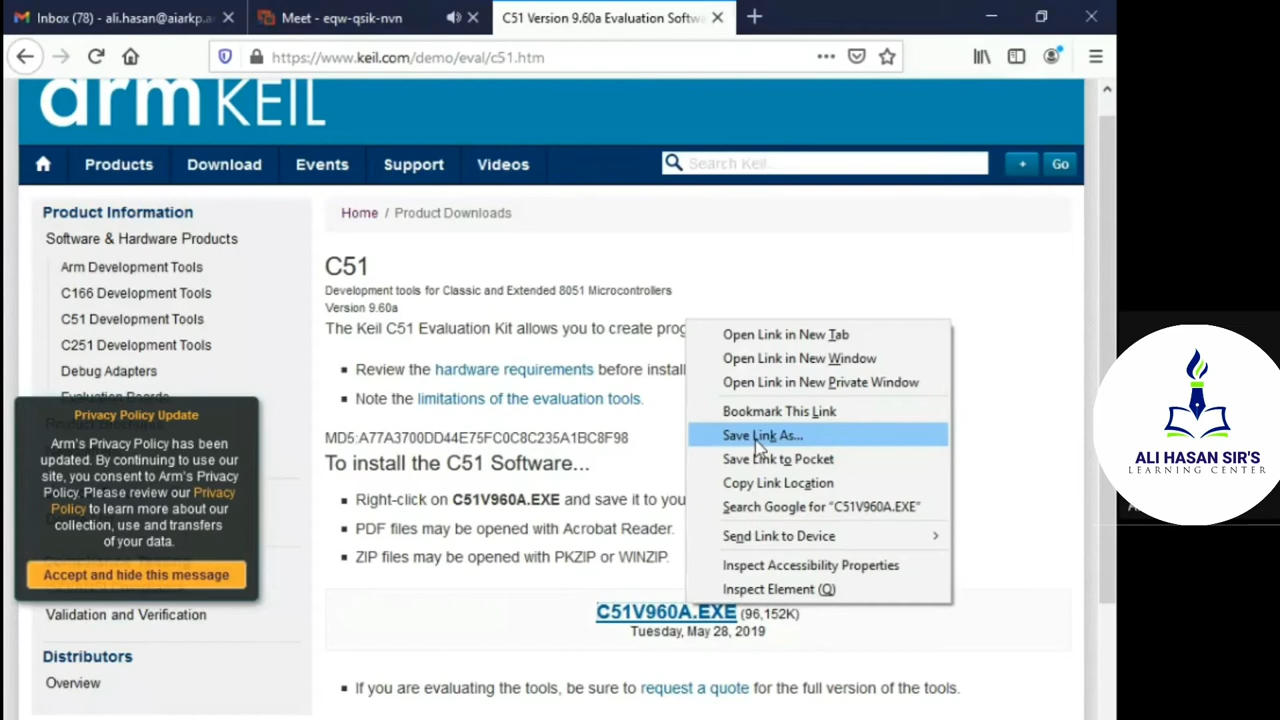 Inbox (78) - ali.hasan@aiarkp.a
Meet - eqw-qsik-nvn
C51 Version 9.60a Evaluation Softwa
https://www.keil.com/demo/eval/c51.htm
arm KEIL
Products
Download
Events
Support
Videos
Search Keil...
+
Go
Product Information
Software & Hardware Products
Arm Development Tools
C166 Development Tools
C51 Development Tools
C251 Development Tools
Debug Adapters
Evaluation Boards
Privacy Policy Update
Arm's Privacy Policy has been
updated. By continuing to use our
site, you consent to Arm's Privacy
Policy. Please review our Privacy
Policy to learn more about our
collection, use and transfers
of your data.
Accept and hide this message
Validation and Verification
Distributors
Overview
Home / Product Downloads
C51
Development tools for Classic and Extended 8051 Microcontrollers
Version 9.60a
The Keil C51 Evaluation Kit allows you to create prog
Review the hardware requirements before install
Note the limitations of the evaluation tools.
MD5:A77A3700DD44E75FC0C8C235A1BC8F98
To install the C51 Software...
Right-click on C51V960A.EXE and save it to you
PDF files may be opened with Acrobat Reader.
ZIP files may be opened with PKZIP or WINZIP.
C51V960A.EXE (96,152K)
Tuesday, May 28, 2019
If you are evaluating the tools, be sure to request a quote for the full version of the tools.
Open Link in New Tab
Open Link in New Window
Open Link in New Private Window
Bookmark This Link
Save Link As...
Save Link to Pocket
Copy Link Location
Search Google for “C51V960A.EXE”
Send Link to Device
Inspect Accessibility Properties
Inspect Element (Q)
ALI HASAN SIR'S
LEARNING CENTER